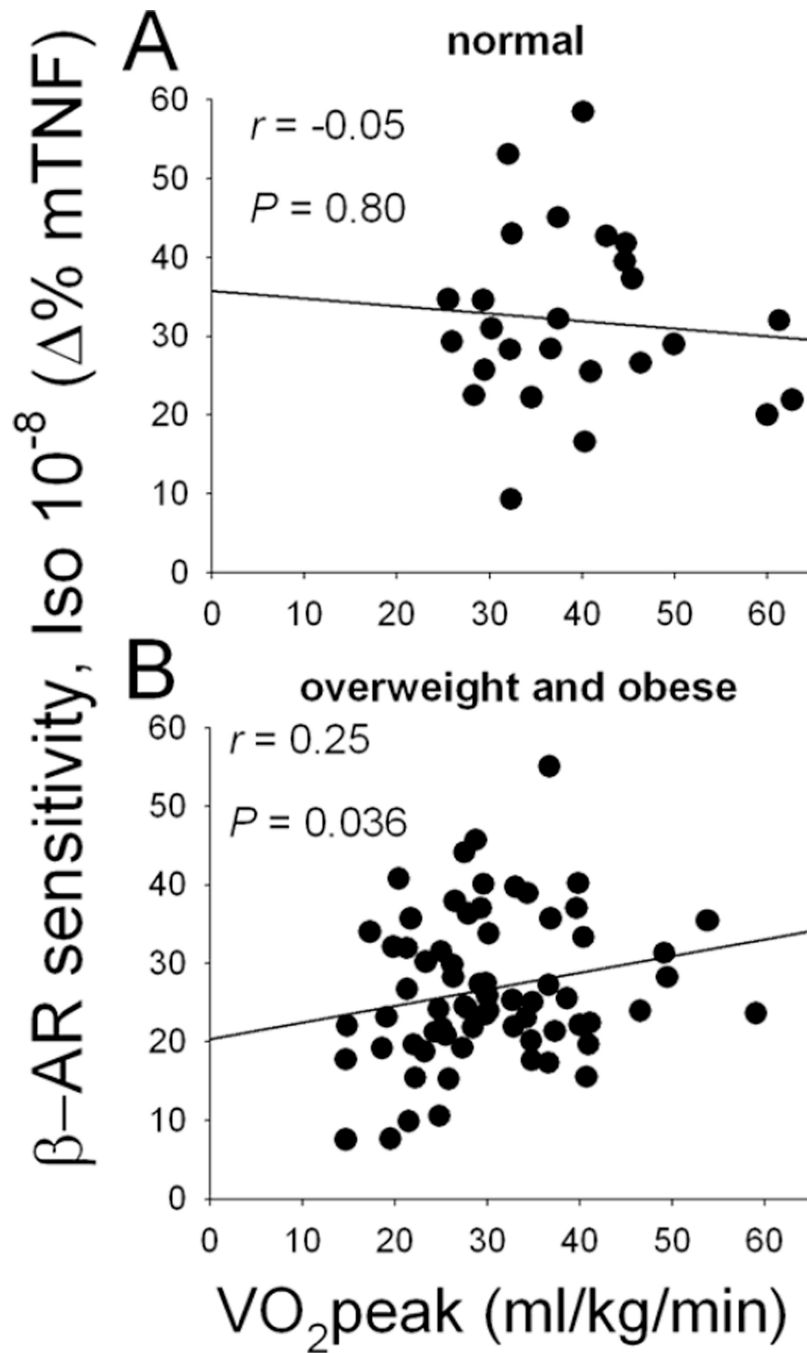 A
normal
r = -0.05
P = 0.80
60
50
40
30
20
10
0
0 10 20 30 40 50 60
β–AR sensitivity, Iso 10⁻⁸ (Δ% mTNF)
B
overweight and obese
r = 0.25
P = 0.036
60
50
40
30
20
10
0
0 10 20 30 40 50 60
VO₂peak (ml/kg/min)